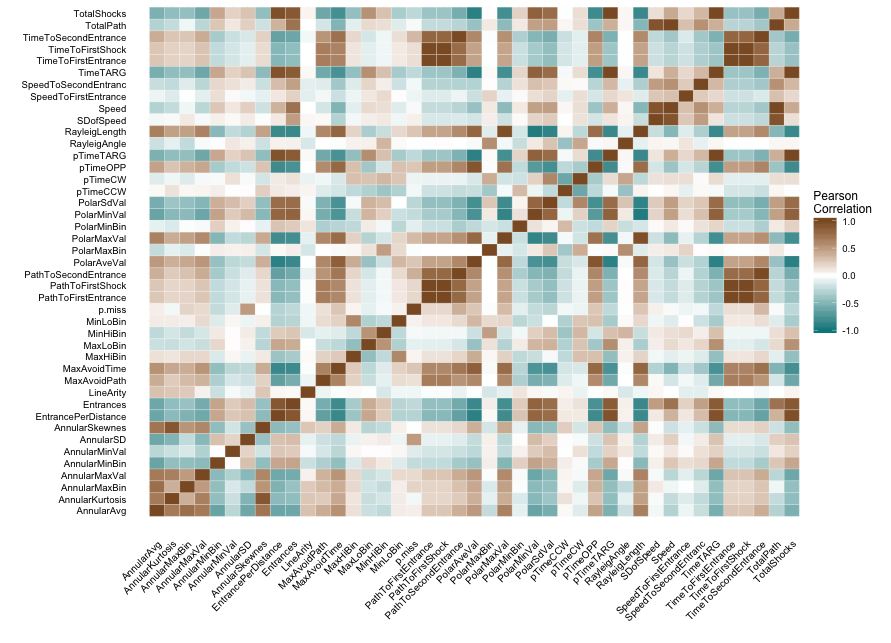 TotalShocks
TotalPath
TimeToSecondEntrance
TimeToFirstShock
TimeToFirstEntrance
TimeTARG
SpeedToSecondEntranc
SpeedToFirstEntrance
Speed
SDofSpeed
RayleigLength
RayleigAngle
pTimeTARG
pTimeOPP
pTimeCW
pTimeCCW
PolarSdVal
PolarMinVal
PolarMinBin
PolarMaxVal
PolarMaxBin
PolarAveVal
PathToSecondEntrance
PathToFirstShock
PathToFirstEntrance
p.miss
MinLoBin
MinHiBin
MaxLoBin
MaxHiBin
MaxAvoidTime
MaxAvoidPath
LineArity
Entrances
EntrancePerDistance
AnnularSkewnes
AnnularSD
AnnularMinVal
AnnularMinBin
AnnularMaxVal
AnnularMaxBin
AnnularKurtosis
AnnularAvg
Pearson
Correlation
1.0
0.5
0.0
-0.5
-1.0
AnnularAvg
AnnularKurtosis
AnnularMaxBin
AnnularMaxVal
AnnularMinBin
AnnularMinVal
AnnularSD
AnnularSkewnes
EntrancePerDistance
Entrances
LineArity
MaxAvoidPath
MaxAvoidTime
MaxHiBin
MaxLoBin
MinHiBin
MinLoBin
p.miss
PathToFirstEntrance
PathToFirstShock
PathToSecondEntrance
PolarAveVal
PolarMaxBin
PolarMaxVal
PolarMinBin
PolarMinVal
PolarSdVal
pTimeCCW
pTimeCW
pTimeOPP
pTimeTARG
RayleigAngle
RayleigLength
SDofSpeed
Speed
SpeedToFirstEntrance
SpeedToSecondEntranc
TimeTARG
TimeToFirstEntrance
TimeToFirstShock
TimeToSecondEntrance
TotalPath
TotalShocks